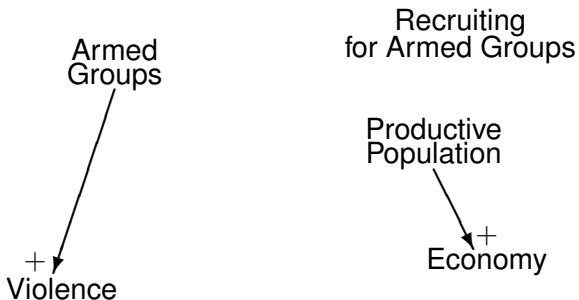 Armed
Groups
Recruiting
for Armed Groups
Productive
Population
+
Economy
+
Violence